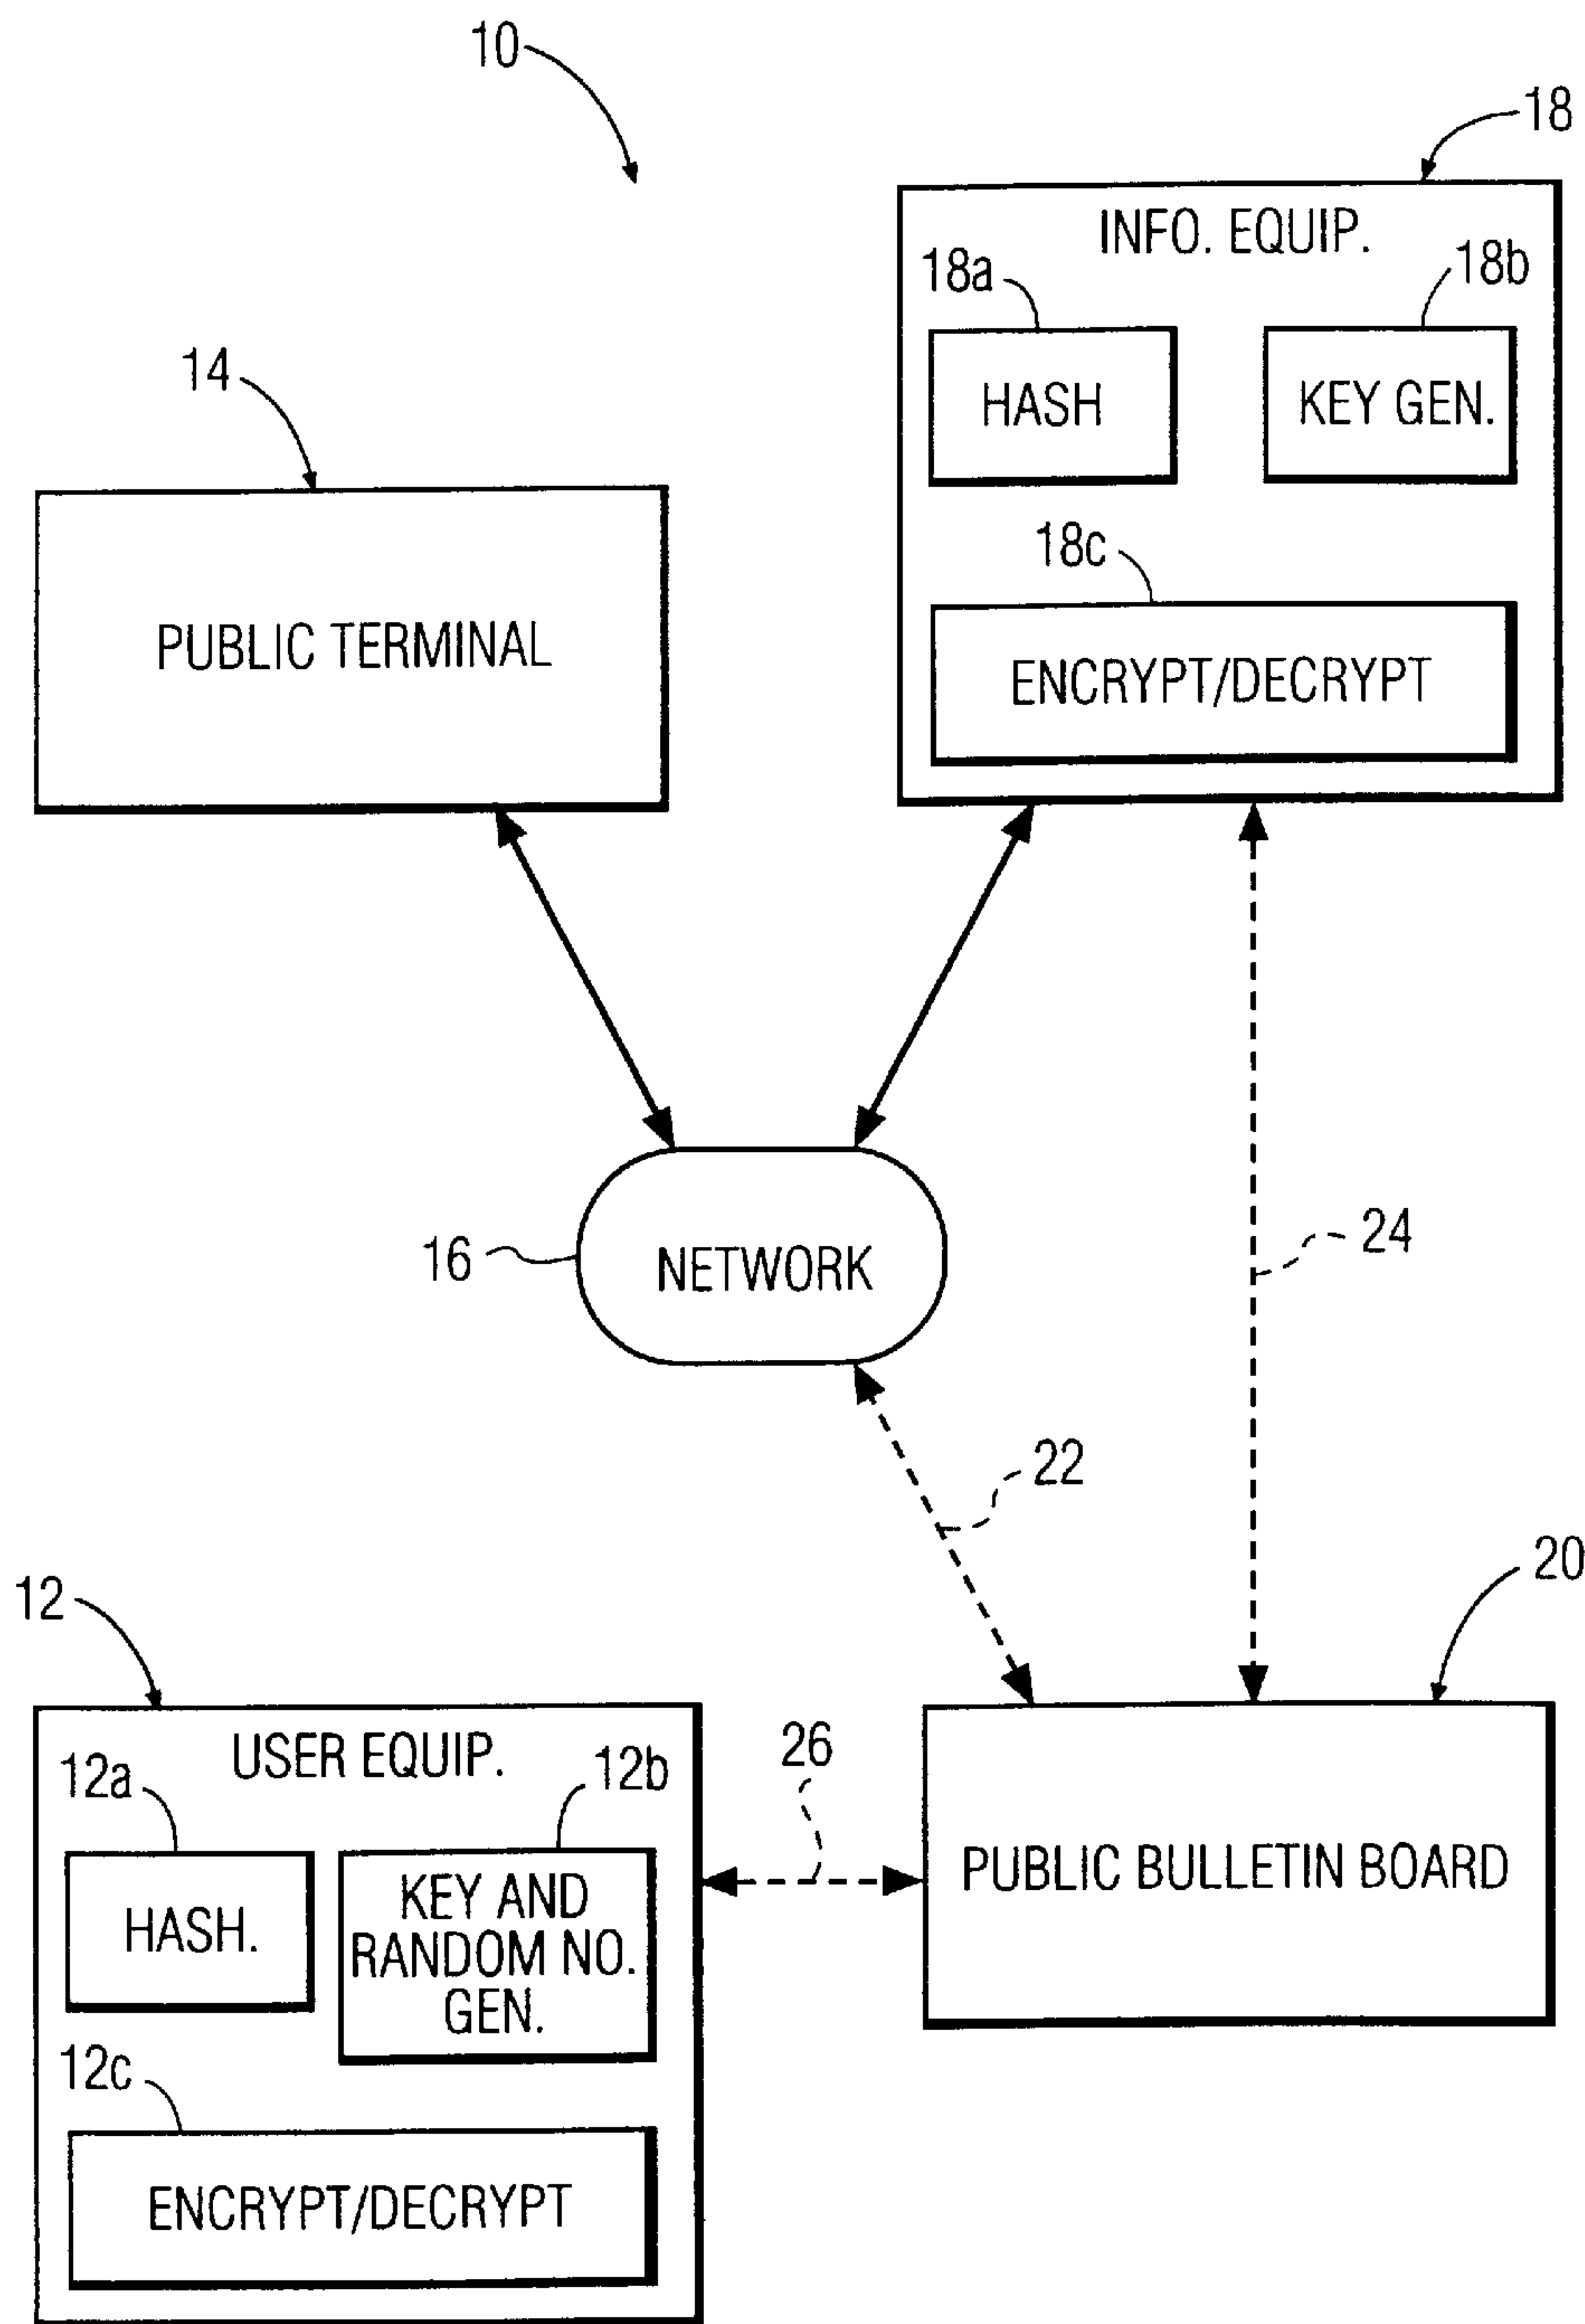 10
18
INFO. EQUIP.
18a
18b
HASH
KEY GEN.
14
18c
PUBLIC TERMINAL
ENCRYPT/DECRYPT
16
NETWORK
24
22
20
12
USER EQUIP.
26
12a
12b
HASH.
KEY AND
RANDOM NO.
GEN.
PUBLIC BULLETIN BOARD
12c
ENCRYPT/DECRYPT